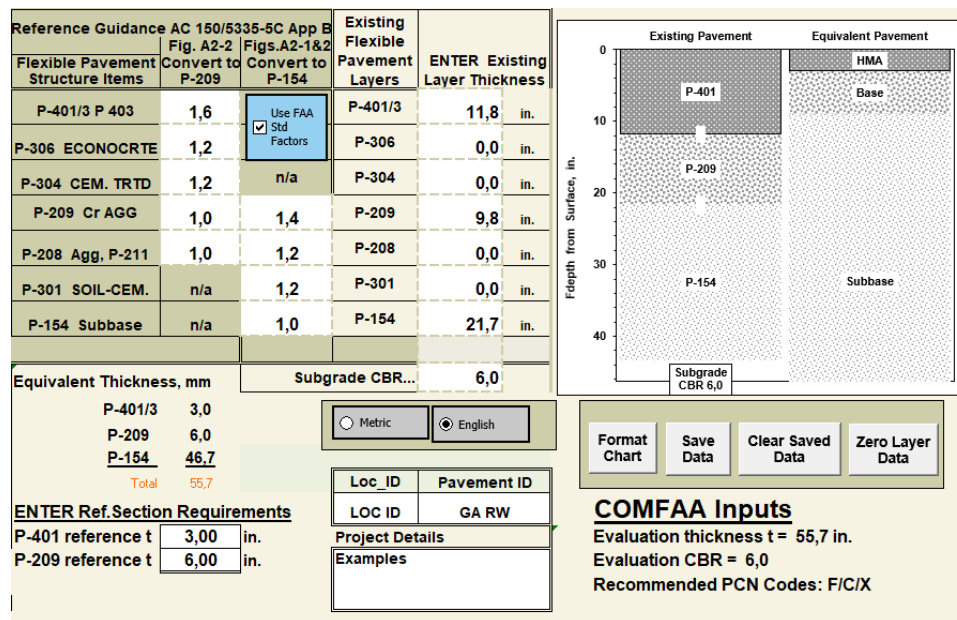 Reference Guidance AC 150/5335-5C App B
Flexible Pavement Structure Items
Fig. A2-2 Convert to P-209
Figs.A2-1&2 Convert to P-154
Existing Flexible Pavement Layers
ENTER Existing Layer Thickness
P-401/3 P 403 1,6 P-401/3 11,8 in.
Use FAA Std Factors
P-306 ECONOCRTE 1,2 P-306 0,0 in.
P-304 CEM. TRTD 1,2 n/a P-304 0,0 in.
P-209 Cr AGG 1,0 1,4 P-209 9,8 in.
P-208 Agg, P-211 1,0 1,2 P-208 0,0 in.
P-301 SOIL-CEM. n/a 1,2 P-301 0,0 in.
P-154 Subbase n/a 1,0 P-154 21,7 in.
Subgrade CBR... 6,0
Equivalent Thickness, mm
P-401/3 3,0
P-209 6,0
P-154 46,7
Total 55,7
Metric English
ENTER Ref.Section Requirements
P-401 reference t 3,00 in.
P-209 reference t 6,00 in.
Loc_ID Pavement ID
LOC ID GA RW
Project Details
Examples
Existing Pavement Equivalent Pavement
Fdepth from Surface, in.
0
10
20
30
40
P-401
P-209
P-154
Subgrade CBR 6,0
HMA
Base
Subbase
Format Chart
Save Data
Clear Saved Data
Zero Layer Data
COMFAA Inputs
Evaluation thickness t = 55,7 in.
Evaluation CBR = 6,0
Recommended PCN Codes: F/C/X